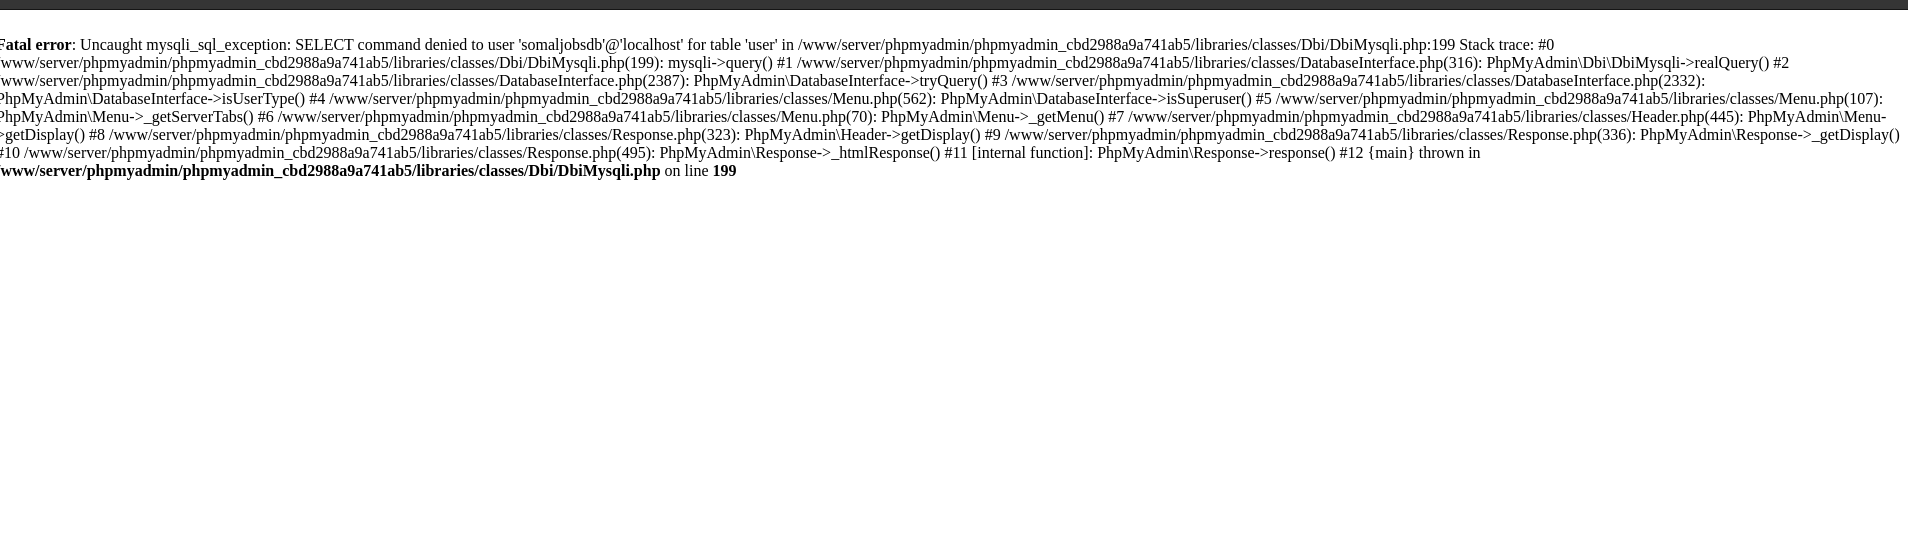 Fatal error: Uncaught mysqli_sql_exception: SELECT command denied to user 'somaljobsdb'@'localhost' for table 'user' in /www/server/phpmyadmin/phpmyadmin_cbd2988a9a741ab5/libraries/classes/Dbi/DbiMysqli.php:199 Stack trace: #0
/www/server/phpmyadmin/phpmyadmin_cbd2988a9a741ab5/libraries/classes/Dbi/DbiMysqli.php(199): mysqli->query() #1 /www/server/phpmyadmin/phpmyadmin_cbd2988a9a741ab5/libraries/classes/DatabaseInterface.php(316): PhpMyAdmin\Dbi\DbiMysqli->realQuery() #2
/www/server/phpmyadmin/phpmyadmin_cbd2988a9a741ab5/libraries/classes/DatabaseInterface.php(2387): PhpMyAdmin\DatabaseInterface->tryQuery() #3 /www/server/phpmyadmin/phpmyadmin_cbd2988a9a741ab5/libraries/classes/DatabaseInterface.php(2332):
PhpMyAdmin\DatabaseInterface->isUserType() #4 /www/server/phpmyadmin/phpmyadmin_cbd2988a9a741ab5/libraries/classes/Menu.php(562): PhpMyAdmin\DatabaseInterface->isSuperuser() #5 /www/server/phpmyadmin/phpmyadmin_cbd2988a9a741ab5/libraries/classes/Menu.php(107):
PhpMyAdmin\Menu->_getServerTabs() #6 /www/server/phpmyadmin/phpmyadmin_cbd2988a9a741ab5/libraries/classes/Menu.php(70): PhpMyAdmin\Menu->_getMenu() #7 /www/server/phpmyadmin/phpmyadmin_cbd2988a9a741ab5/libraries/classes/Header.php(445): PhpMyAdmin\Menu-
>getDisplay() #8 /www/server/phpmyadmin/phpmyadmin_cbd2988a9a741ab5/libraries/classes/Response.php(323): PhpMyAdmin\Header->getDisplay() #9 /www/server/phpmyadmin/phpmyadmin_cbd2988a9a741ab5/libraries/classes/Response.php(336): PhpMyAdmin\Response->_getDisplay()
#10 /www/server/phpmyadmin/phpmyadmin_cbd2988a9a741ab5/libraries/classes/Response.php(495): PhpMyAdmin\Response->_htmlResponse() #11 [internal function]: PhpMyAdmin\Response->response() #12 {main} thrown in
/www/server/phpmyadmin/phpmyadmin_cbd2988a9a741ab5/libraries/classes/Dbi/DbiMysqli.php on line 199